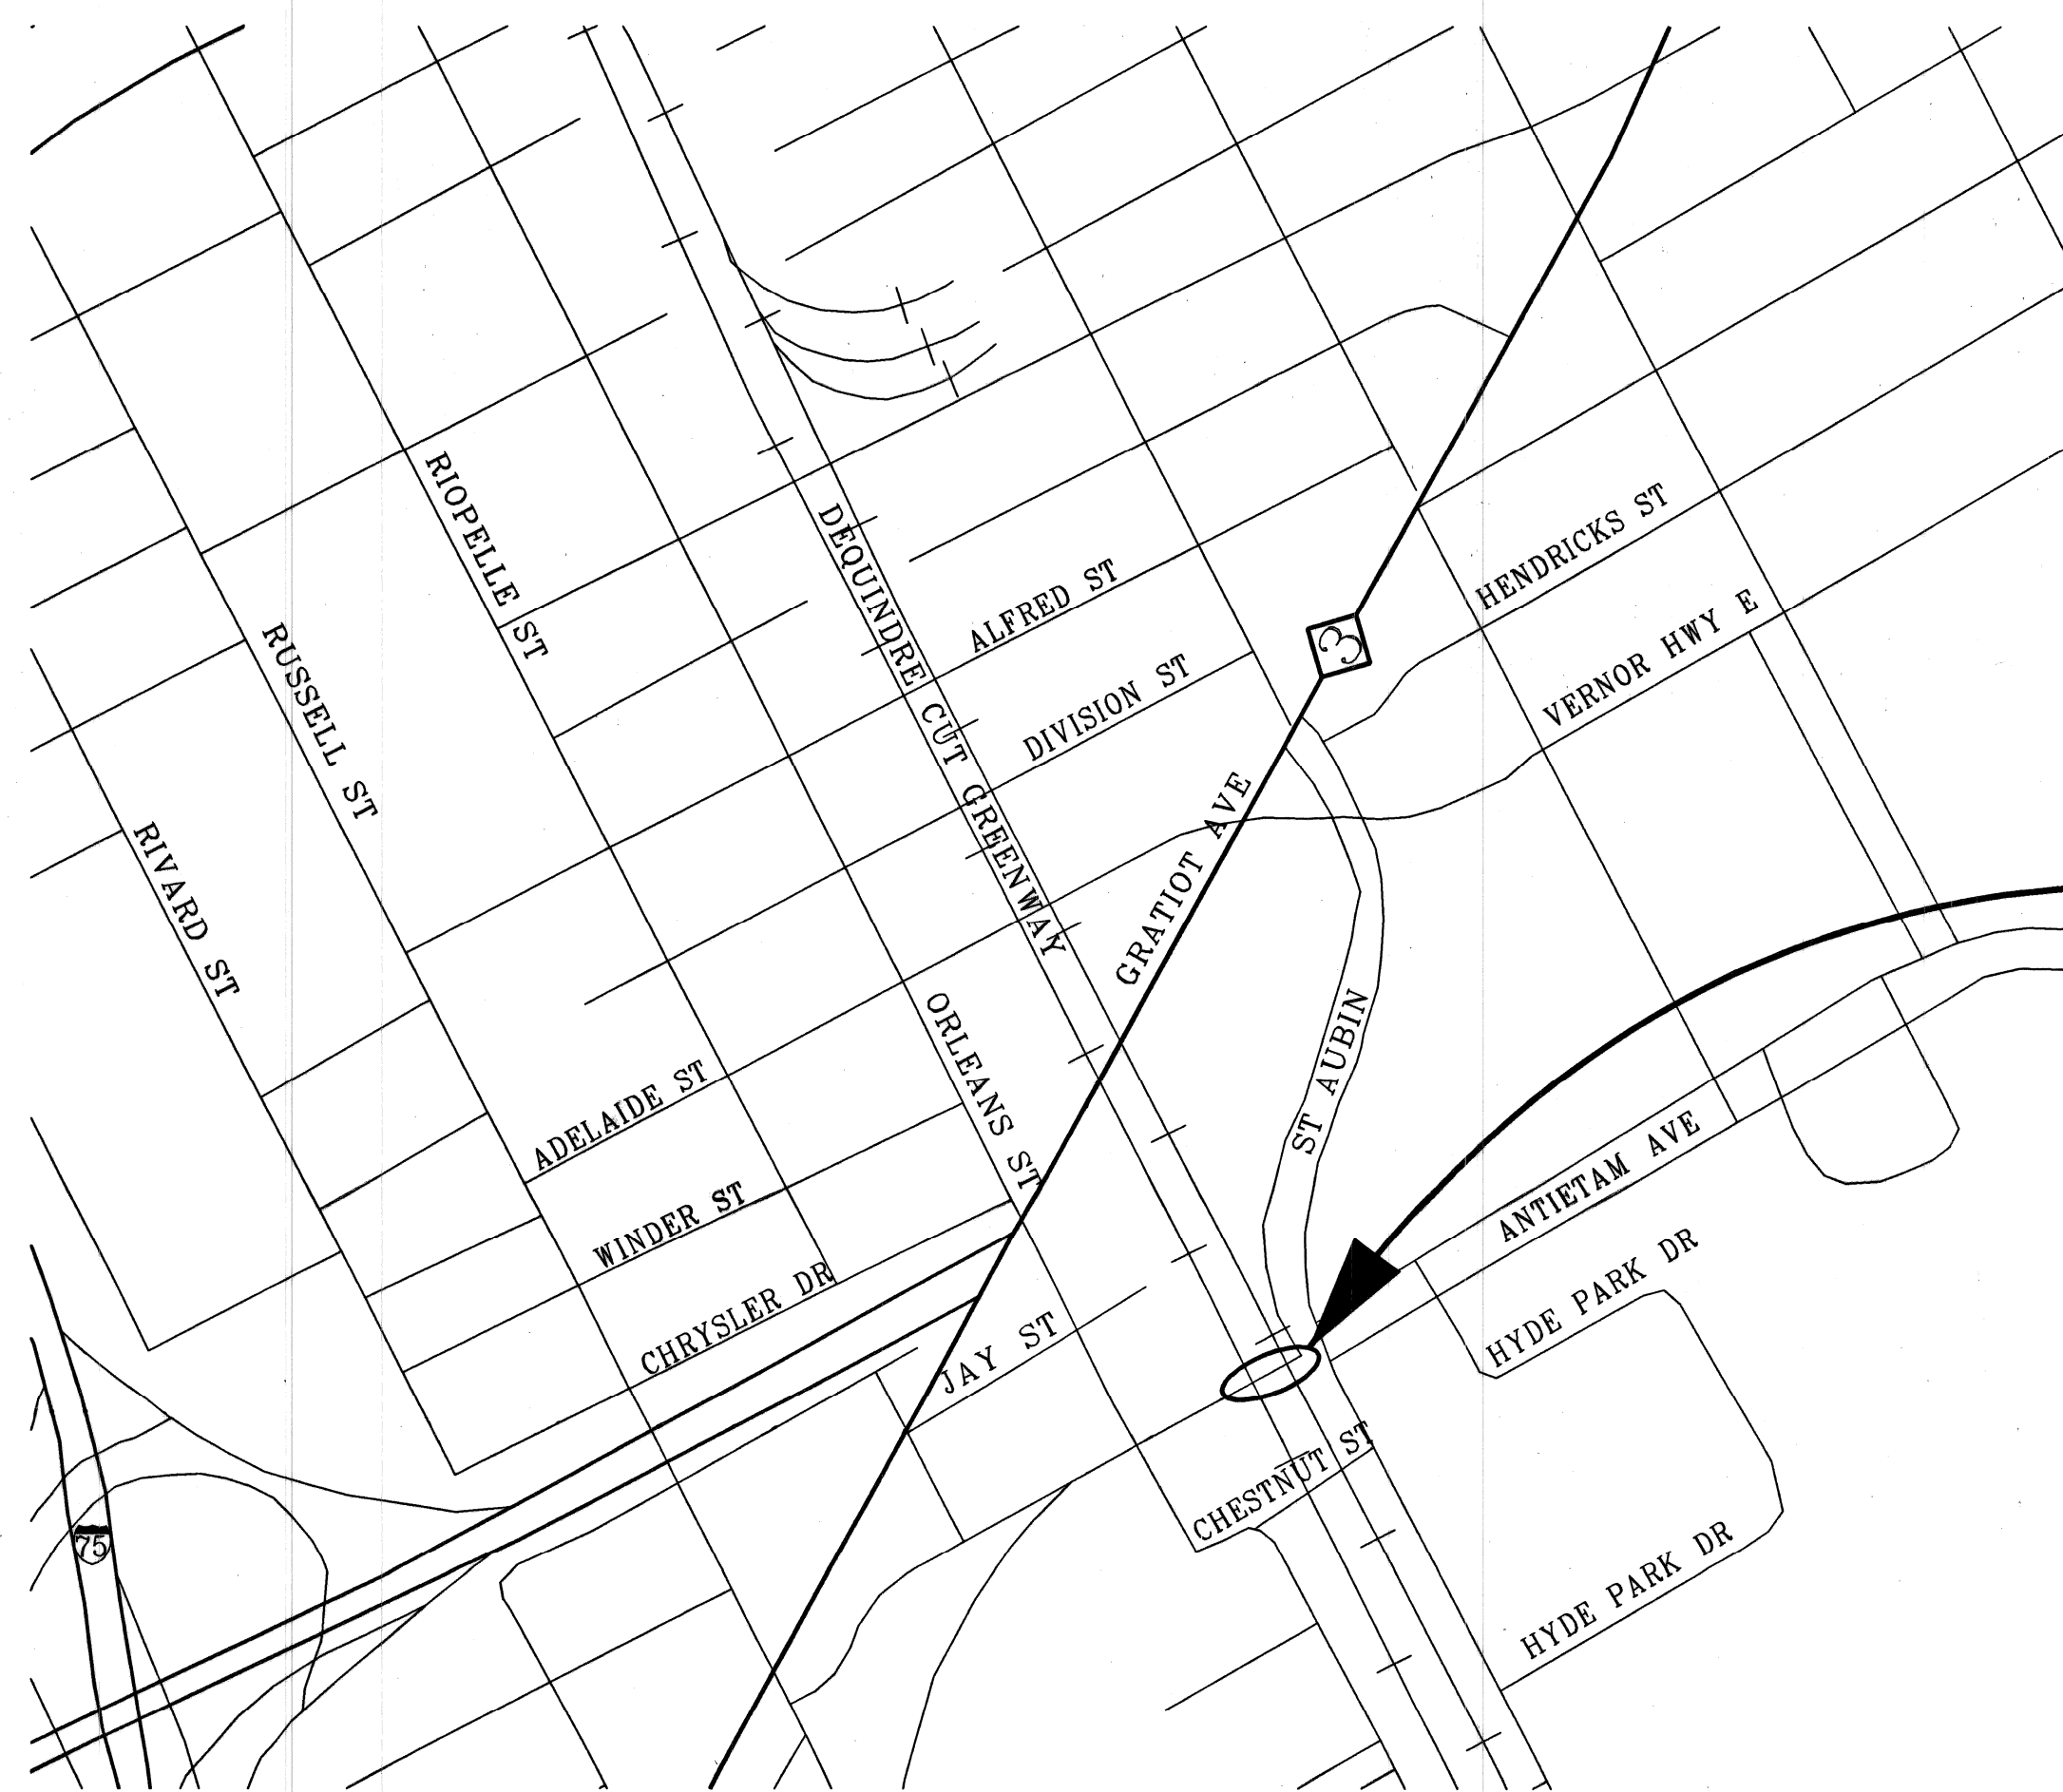 RIOPELLE ST
HENDRICKS ST
DEQUINDRE CUT GREENWAY
ALFRED ST
3
VERNOR HWY E
RUSSELL ST
DIVISION ST
RIVARD ST
GRATIOT AVE
ORLEANS ST
ST AUBIN
ADELAIDE ST
ANTIETAM AVE
WINDER ST
HYDE PARK DR
CHRYSLER DR
JAY ST
CHESTNUT ST
75
HYDE PARK DR